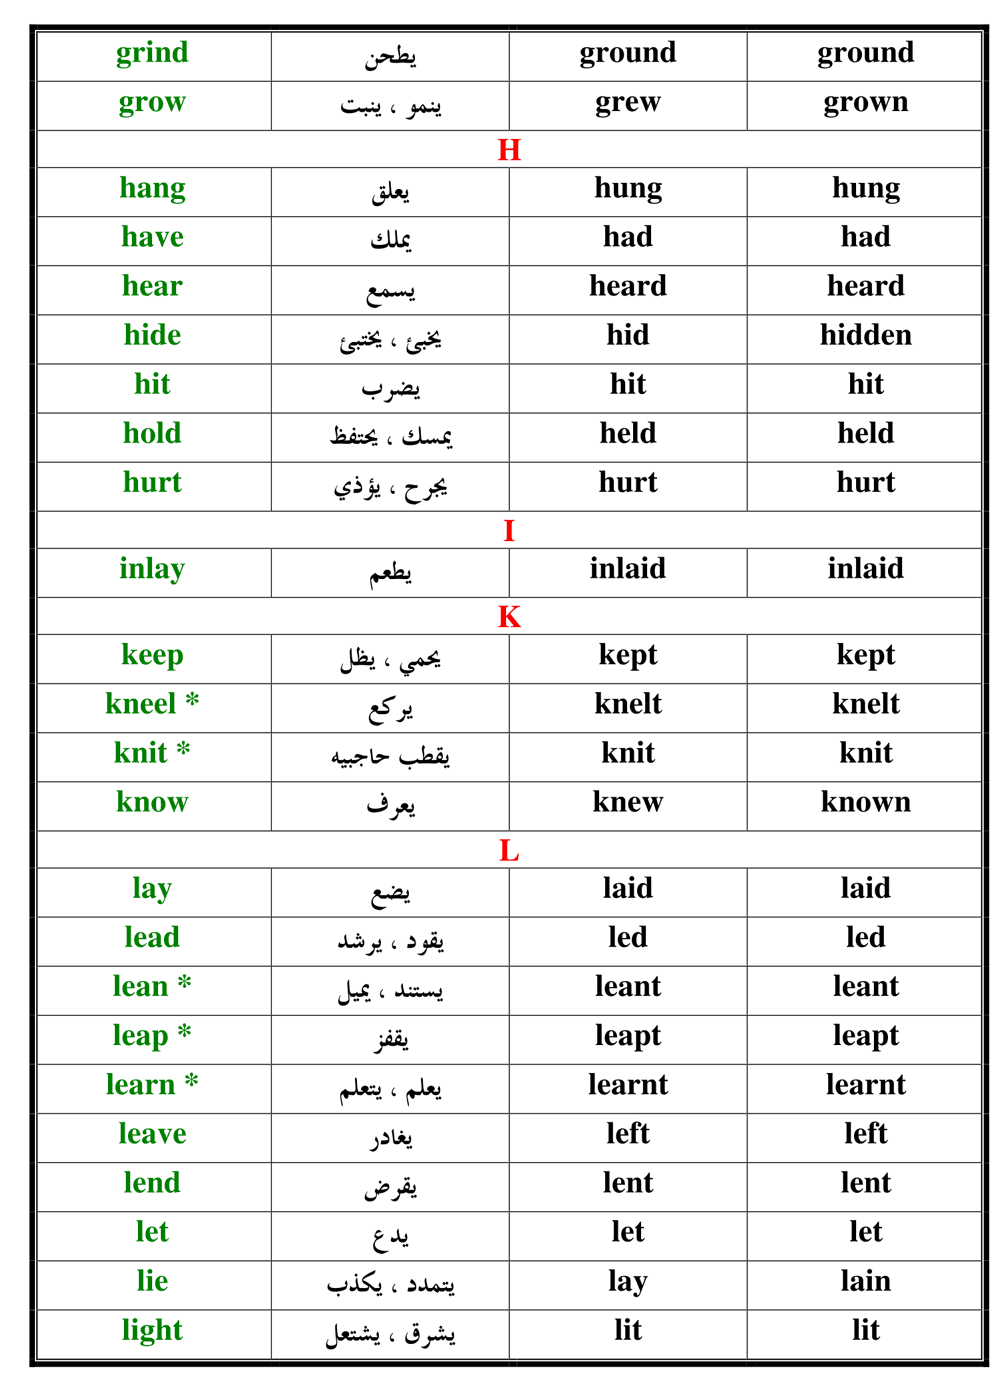 grind يطحن ground ground
grow ينمو ، ينبت grew grown
H
hang يعلق hung hung
have يملك had had
hear يسمع heard heard
hide يخبئ ، يختبئ hid hidden
hit يضرب hit hit
hold يمسك ، يحتفظ held held
hurt يجرح ، يؤذي hurt hurt
I
inlay يطعم inlaid inlaid
K
keep يحمي ، يظل kept kept
kneel * يركع knelt knelt
knit * يقطب حاجبيه knit knit
know يعرف knew known
L
lay يضع laid laid
lead يقود ، يرشد led led
lean * يستند ، يميل leant leant
leap * يقفز leapt leapt
learn * يعلم ، يتعلم learnt learnt
leave يغادر left left
lend يقرض lent lent
let يدع let let
lie يتمدد ، يكذب lay lain
light يشرق ، يشتعل lit lit